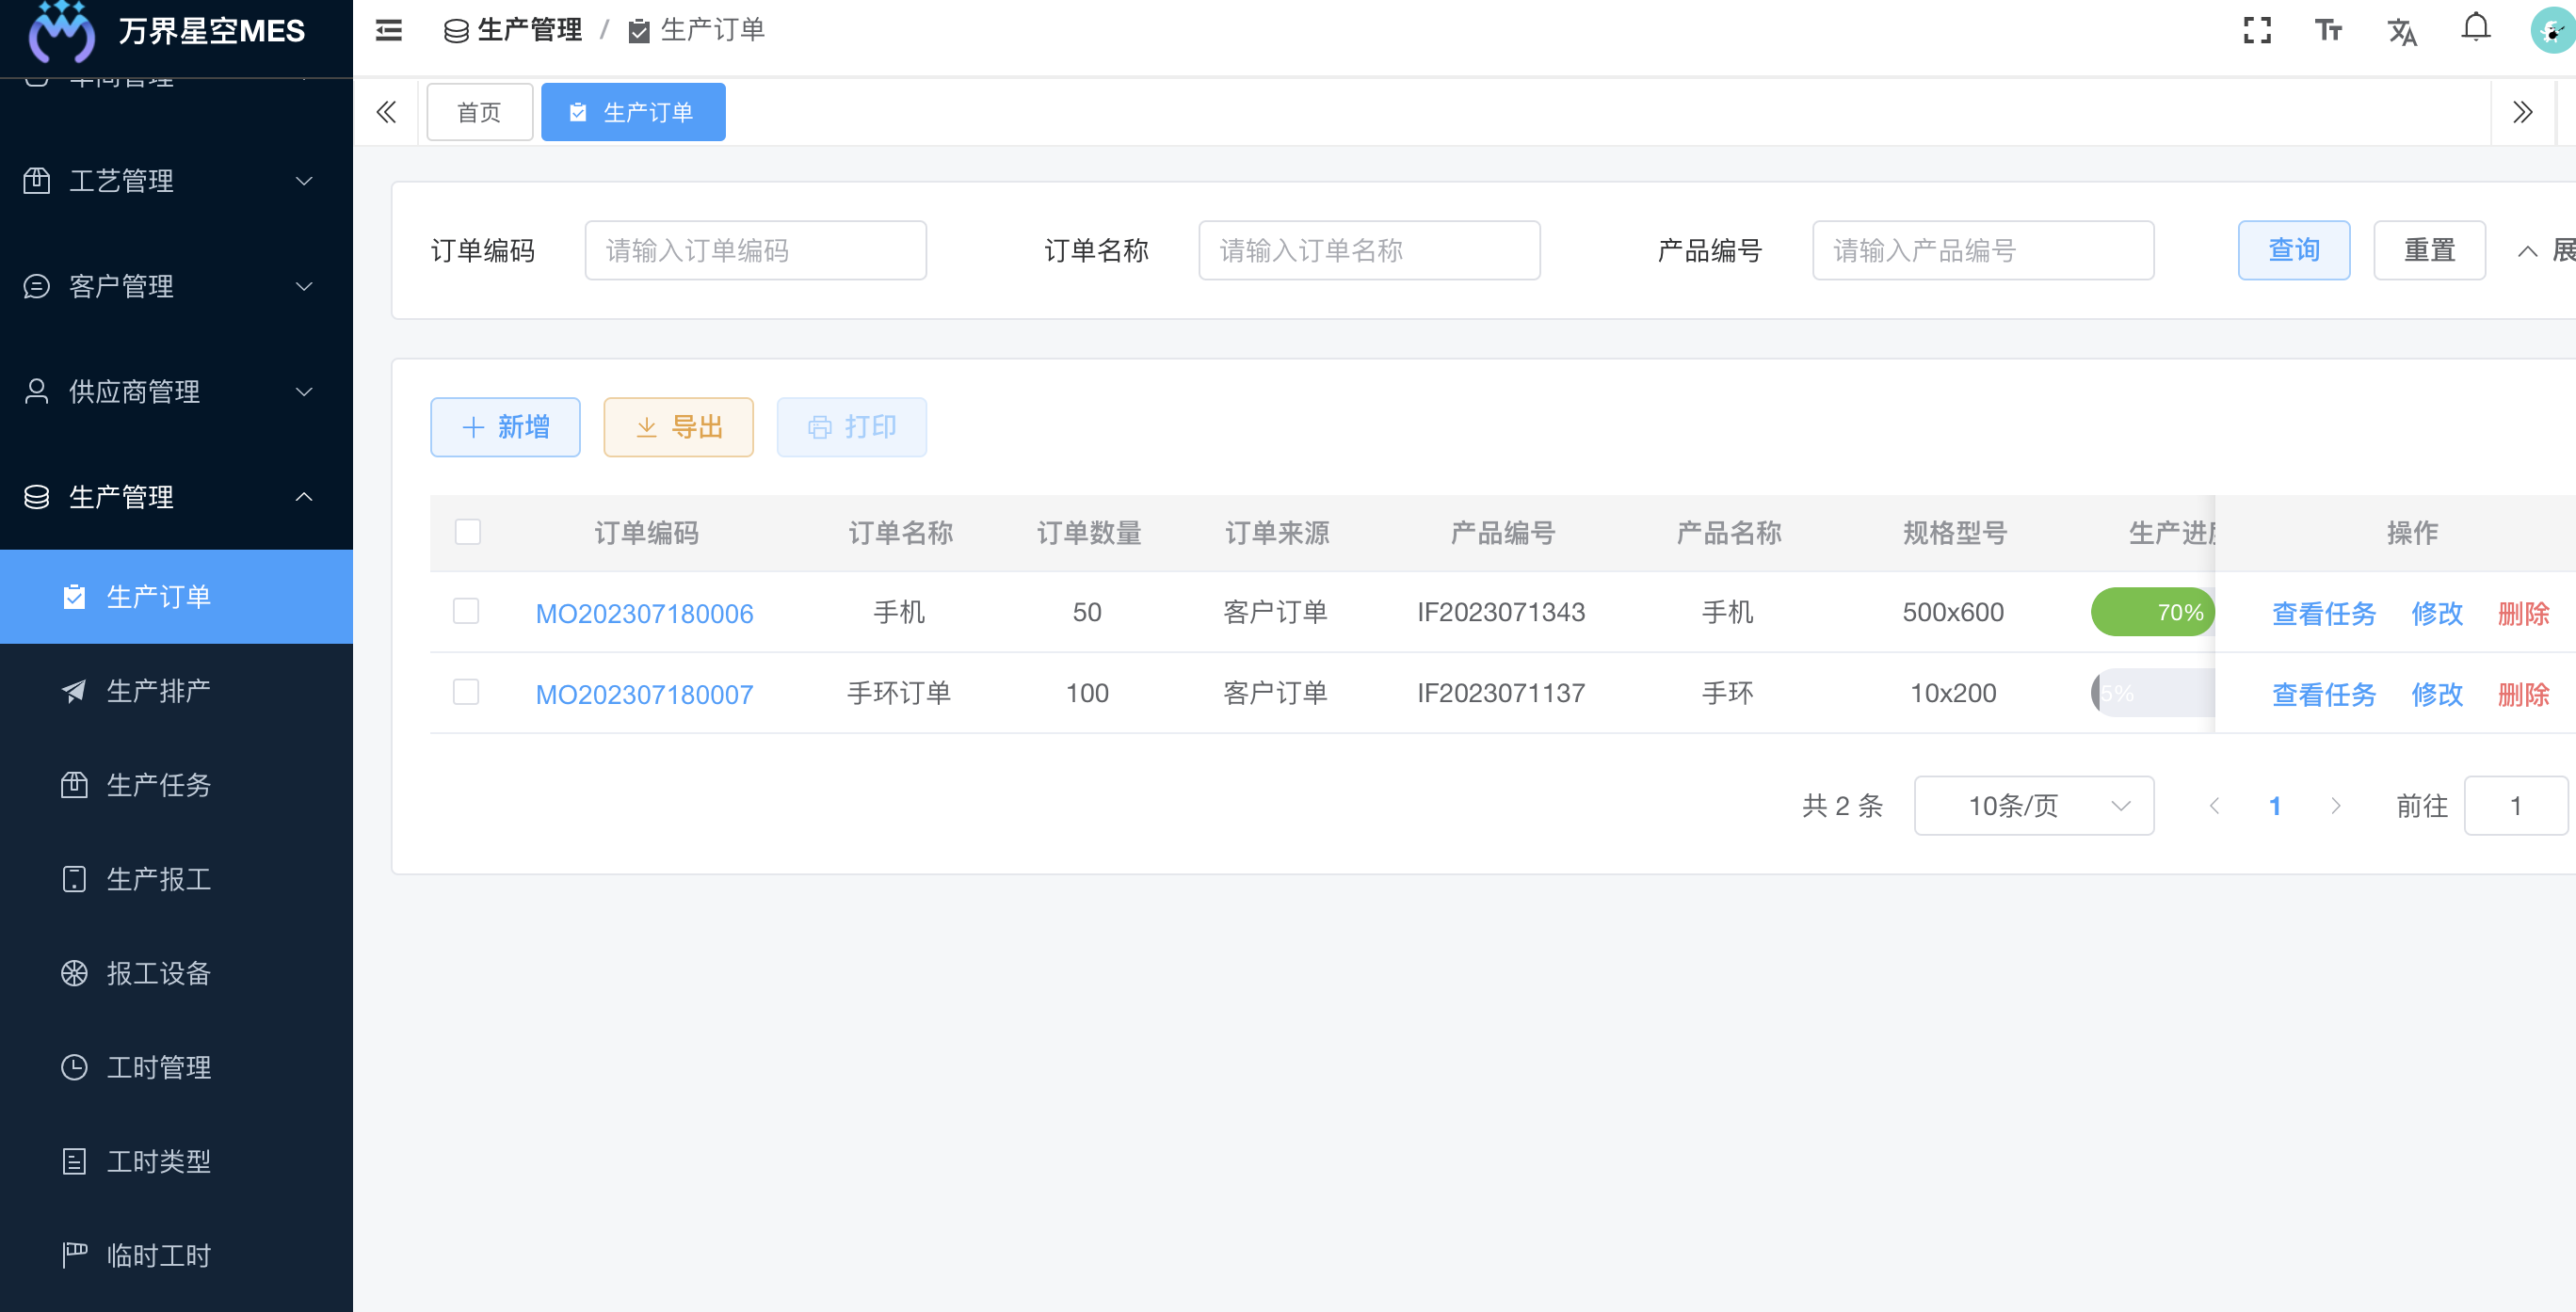 万界星空MES
生产管理 / 生产订单
车间管理
首页
生产订单
工艺管理
客户管理
供应商管理
生产管理
生产订单
生产排产
生产任务
生产报工
报工设备
工时管理
工时类型
临时工时
订单编码 请输入订单编码 订单名称 请输入订单名称 产品编号 请输入产品编号 查询 重置 展
新增 导出 打印
订单编码 订单名称 订单数量 订单来源 产品编号 产品名称 规格型号 生产进度 操作
MO202307180006 手机 50 客户订单 IF2023071343 手机 500x600 70% 查看任务 修改 删除
MO202307180007 手环订单 100 客户订单 IF2023071137 手环 10x200 5% 查看任务 修改 删除
共 2 条 10条/页 1 前往 1